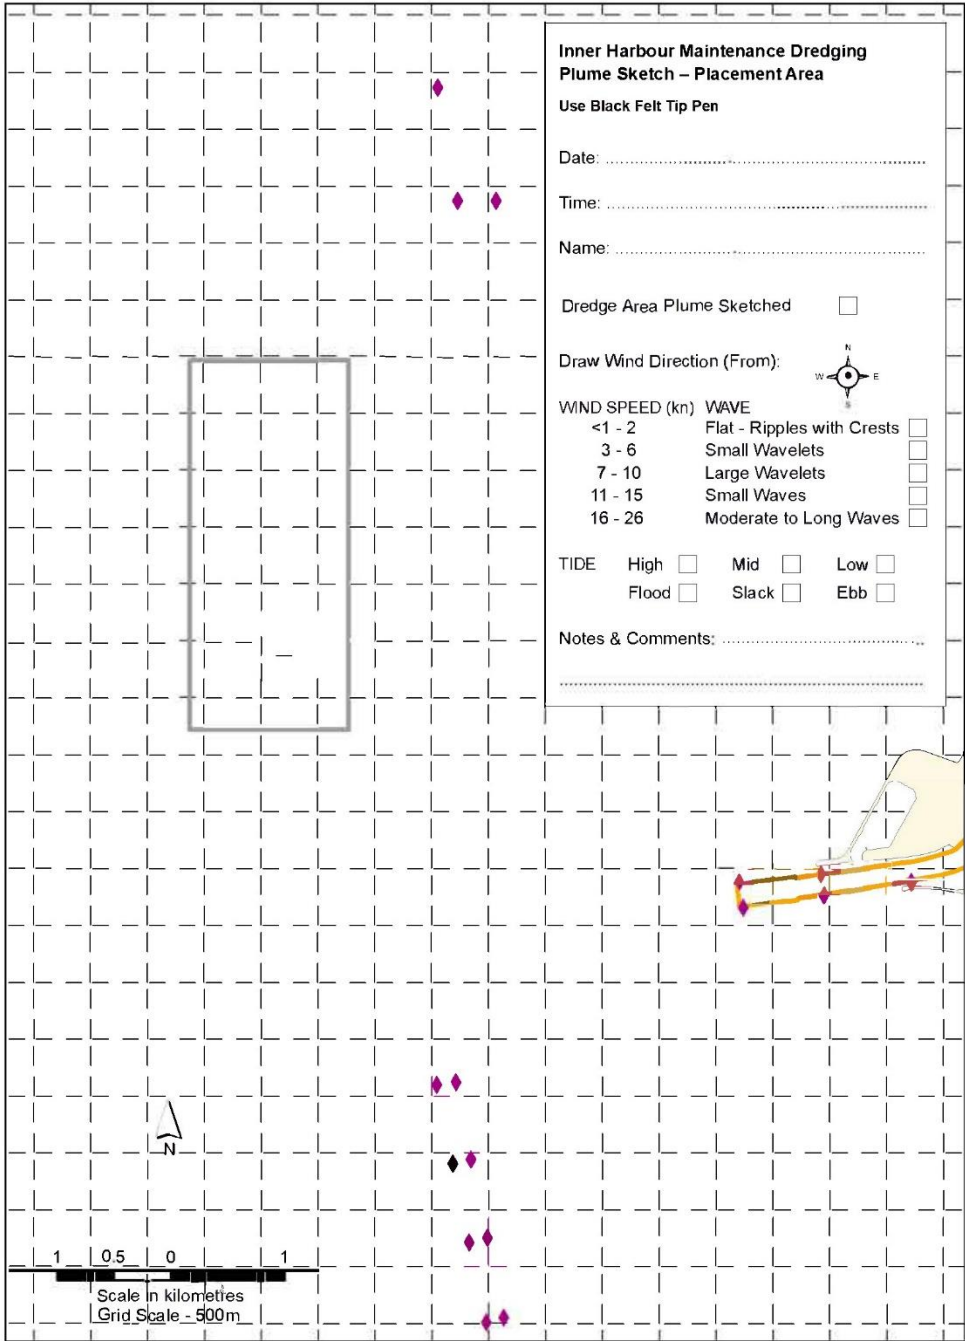 Inner Harbour Maintenance Dredging
Plume Sketch – Placement Area
Use Black Felt Tip Pen
Date:
Time:
Name:
Dredge Area Plume Sketched
Draw Wind Direction (From):
N
W E
S
WIND SPEED (kn) WAVE
<1 - 2 Flat - Ripples with Crests
3 - 6 Small Wavelets
7 - 10 Large Wavelets
11 - 15 Small Waves
16 - 26 Moderate to Long Waves
TIDE High Mid Low
Flood Slack Ebb
Notes & Comments:
N
1 0.5 0 1
Scale in kilometres
Grid Scale - 500m